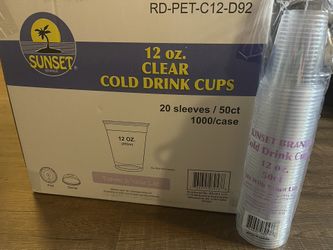 RD-PET-C12-D92
SUNSET
12 oz.
CLEAR
COLD DRINK CUPS
20 sleeves / 50ct
1000/case
12 OZ.
SUNSET BRAND
Cold Drink Cups
12 oz
50ct